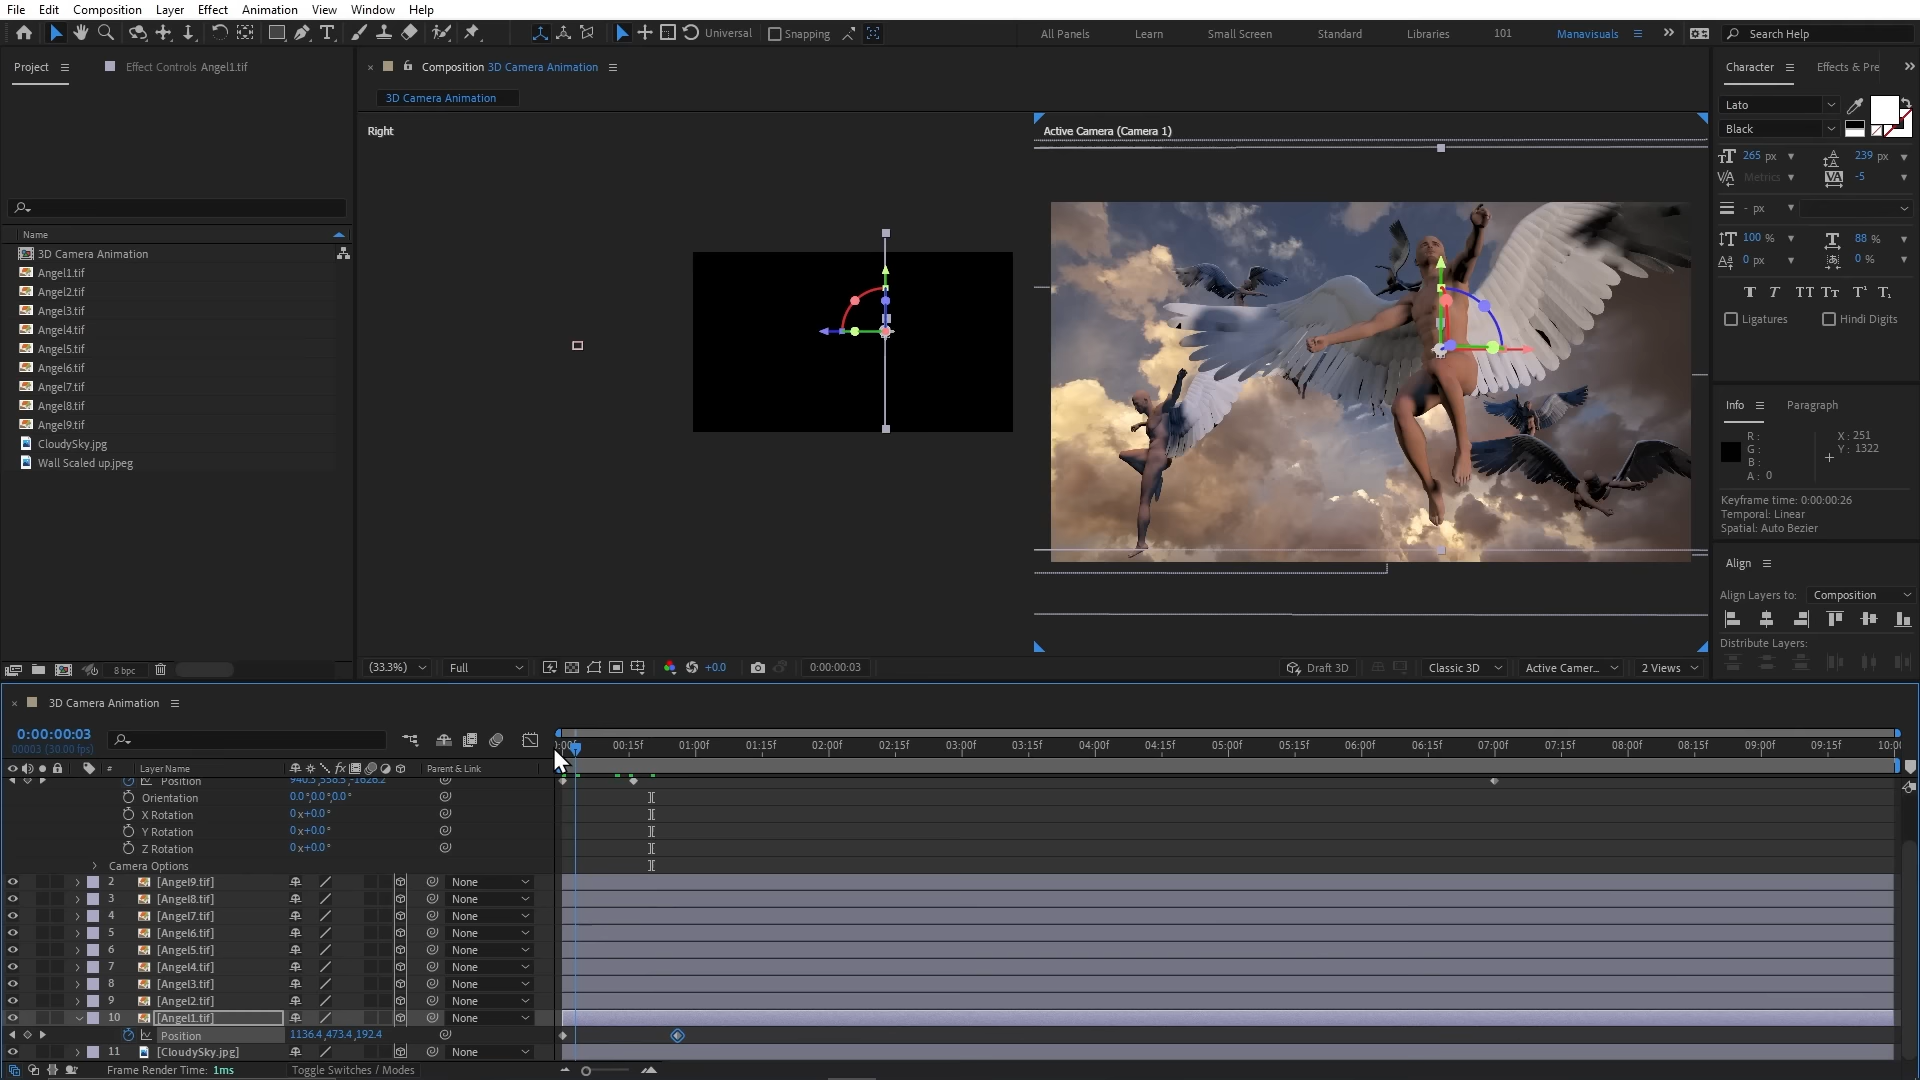 File Edit Composition Layer Effect Animation View Window Help
Universal Snapping All Panels Learn Small Screen Standard Libraries 101 Manavisuals Search Help
Project Effect Controls Angel1.tif
Composition 3D Camera Animation
3D Camera Animation
Right
Active Camera (Camera 1)
Name
3D Camera Animation
Angel1.tif
Angel2.tif
Angel3.tif
Angel4.tif
Angel5.tif
Angel6.tif
Angel7.tif
Angel8.tif
Angel9.tif
CloudySky.jpg
Wall Scaled up.jpeg
8 bpc
(33.3%) Full +0.0 0:00:00:03 Draft 3D Classic 3D Active Camer... 2 Views
Character Effects & Pre
Lato
Black
265 px 239 px
Metrics -5
- px
100 % 88 %
0 px 0 %
Ligatures Hindi Digits
Info Paragraph
R :
G :
B :
A : 0
X : 251
Y : 1322
Keyframe time: 0:00:00:26
Temporal: Linear
Spatial: Auto Bezier
Align
Align Layers to: Composition
Distribute Layers:
3D Camera Animation
0:00:00:03
00003 (30.00 fps)
00:15f 01:00f 01:15f 02:00f 02:15f 03:00f 03:15f 04:00f 04:15f 05:00f 05:15f 06:00f 06:15f 07:00f 07:15f 08:00f 08:15f 09:00f 09:15f 10:0
# Layer Name Parent & Link
Position
Orientation 0.0°,0.0°,0.0°
X Rotation 0x+0.0°
Y Rotation 0x+0.0°
Z Rotation 0x+0.0°
Camera Options
2 [Angel9.tif] None
3 [Angel8.tif] None
4 [Angel7.tif] None
5 [Angel6.tif] None
6 [Angel5.tif] None
7 [Angel4.tif] None
8 [Angel3.tif] None
9 [Angel2.tif] None
10 [Angel1.tif] None
Position 1136.4,473.4,192.4
11 [CloudySky.jpg] None
Frame Render Time: 1ms Toggle Switches / Modes